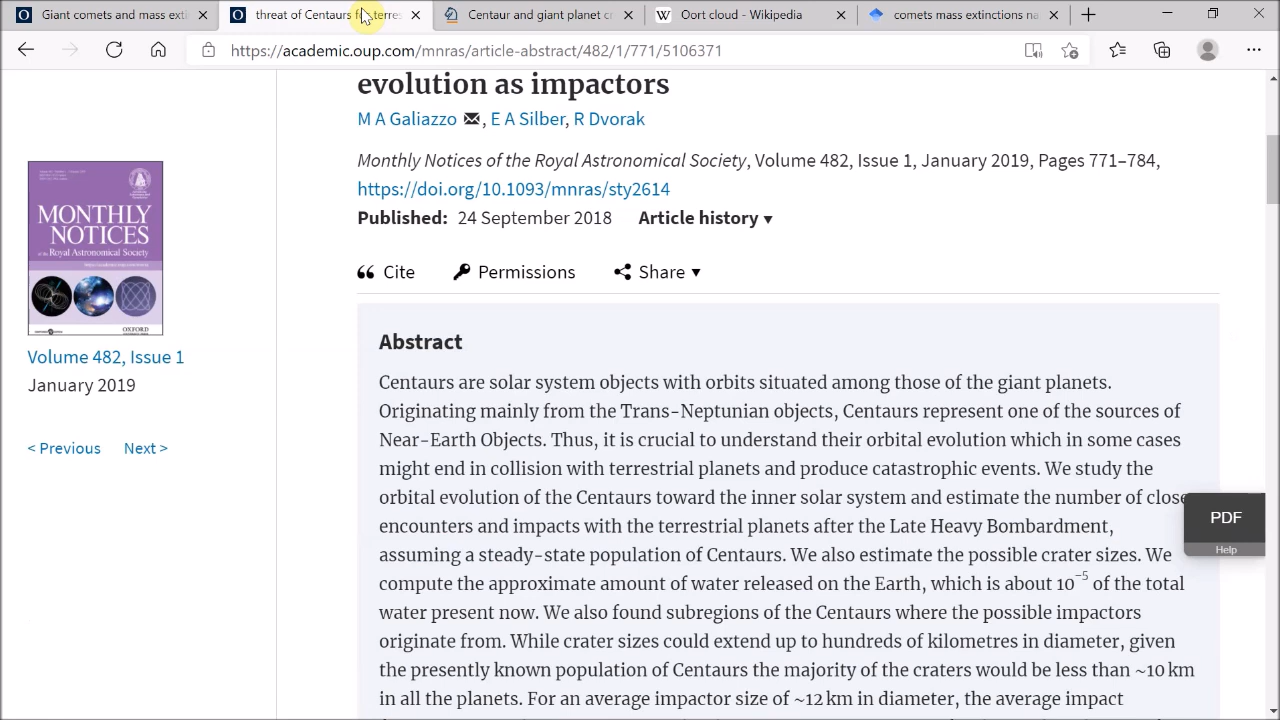 Giant comets and mass exti
threat of Centaurs for terres
Centaur and giant planet cr
Oort cloud - Wikipedia
comets mass extinctions na
https://academic.oup.com/mnras/article-abstract/482/1/771/5106371
evolution as impactors
M A Galiazzo , E A Silber, R Dvorak
Monthly Notices of the Royal Astronomical Society, Volume 482, Issue 1, January 2019, Pages 771–784,
https://doi.org/10.1093/mnras/sty2614
Published: 24 September 2018 Article history
Cite Permissions Share
MONTHLY
NOTICES
of the Royal Astronomical Society
OXFORD
Volume 482, Issue 1
January 2019
< Previous Next >
Abstract
Centaurs are solar system objects with orbits situated among those of the giant planets.
Originating mainly from the Trans-Neptunian objects, Centaurs represent one of the sources of
Near-Earth Objects. Thus, it is crucial to understand their orbital evolution which in some cases
might end in collision with terrestrial planets and produce catastrophic events. We study the
orbital evolution of the Centaurs toward the inner solar system and estimate the number of close
encounters and impacts with the terrestrial planets after the Late Heavy Bombardment,
assuming a steady-state population of Centaurs. We also estimate the possible crater sizes. We
compute the approximate amount of water released on the Earth, which is about 10⁻⁵ of the total
water present now. We also found subregions of the Centaurs where the possible impactors
originate from. While crater sizes could extend up to hundreds of kilometres in diameter, given
the presently known population of Centaurs the majority of the craters would be less than ~10 km
in all the planets. For an average impactor size of ~12 km in diameter, the average impact
PDF
Help